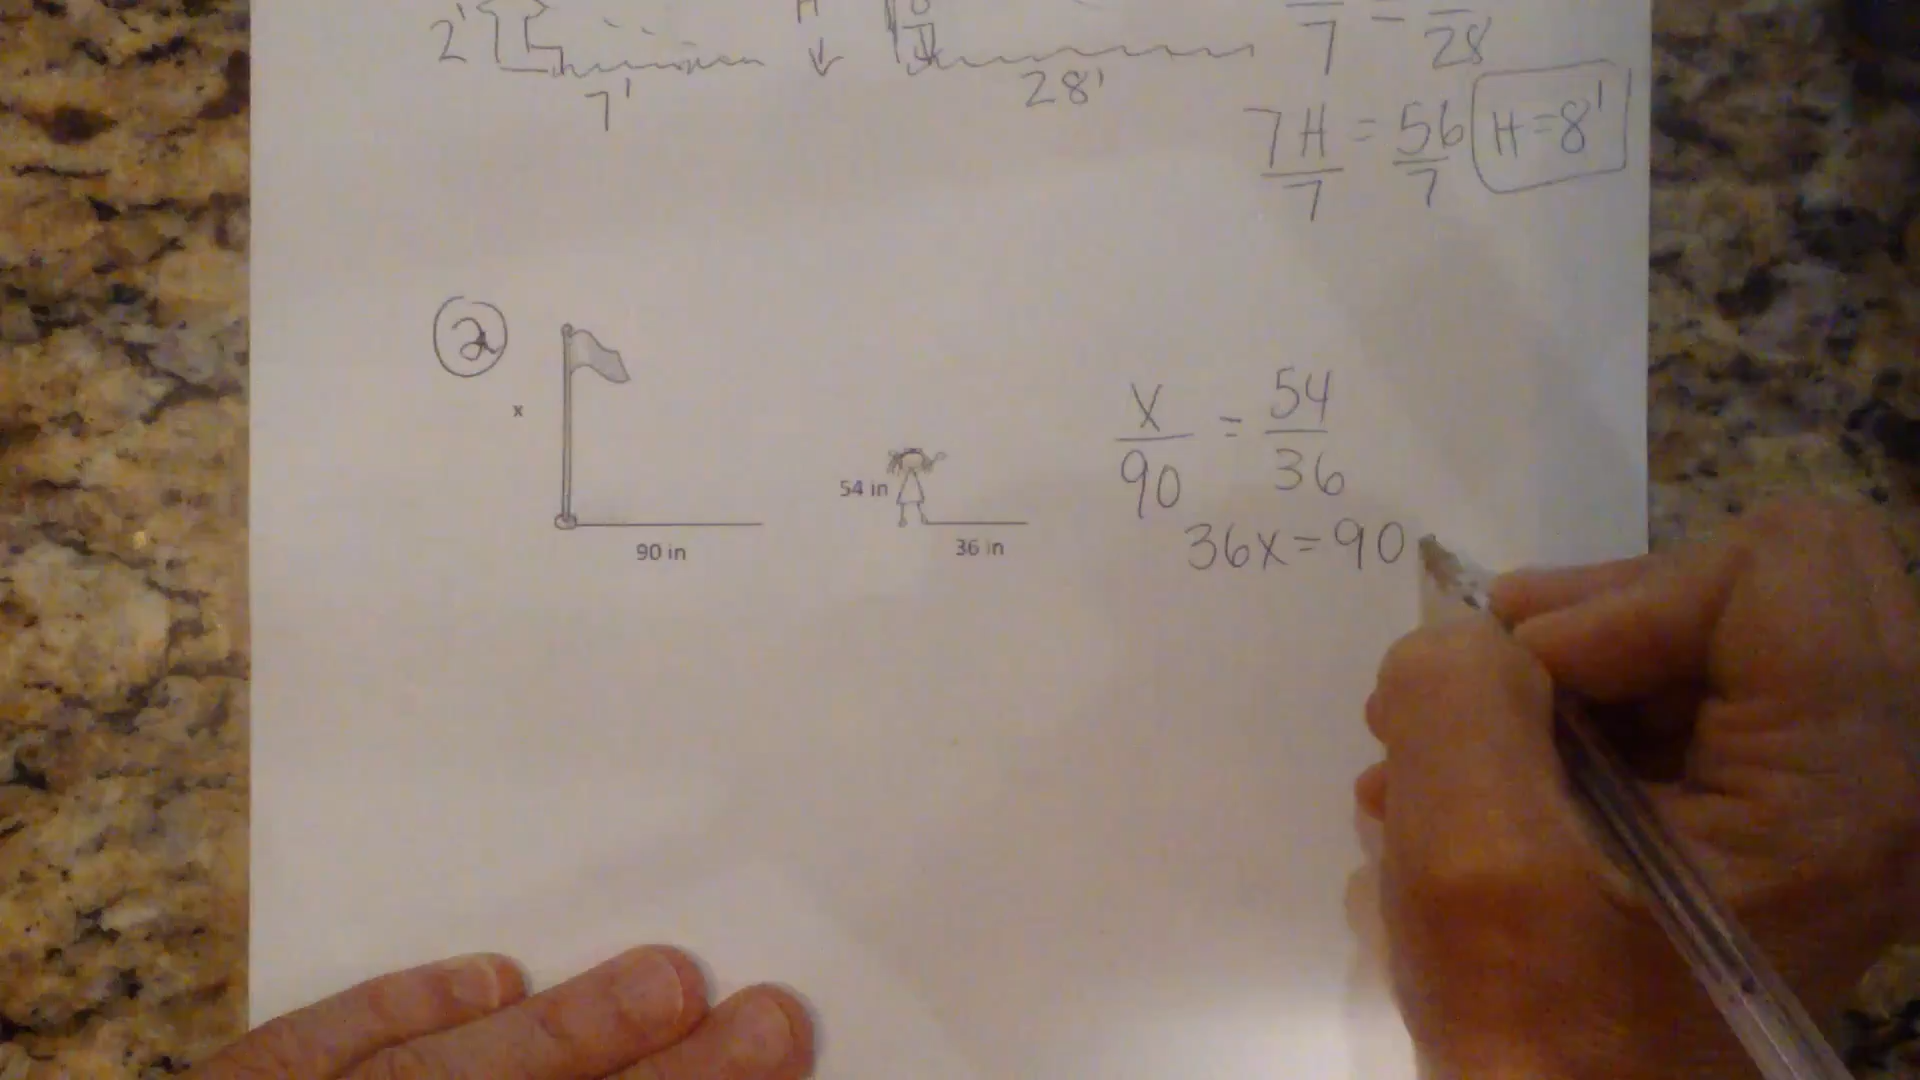 2'
H
7'
28'
7 = 28
7H = 56
7 7
H=8'
2
x
90 in
54 in
36 in
X = 54
90 36
36x=90